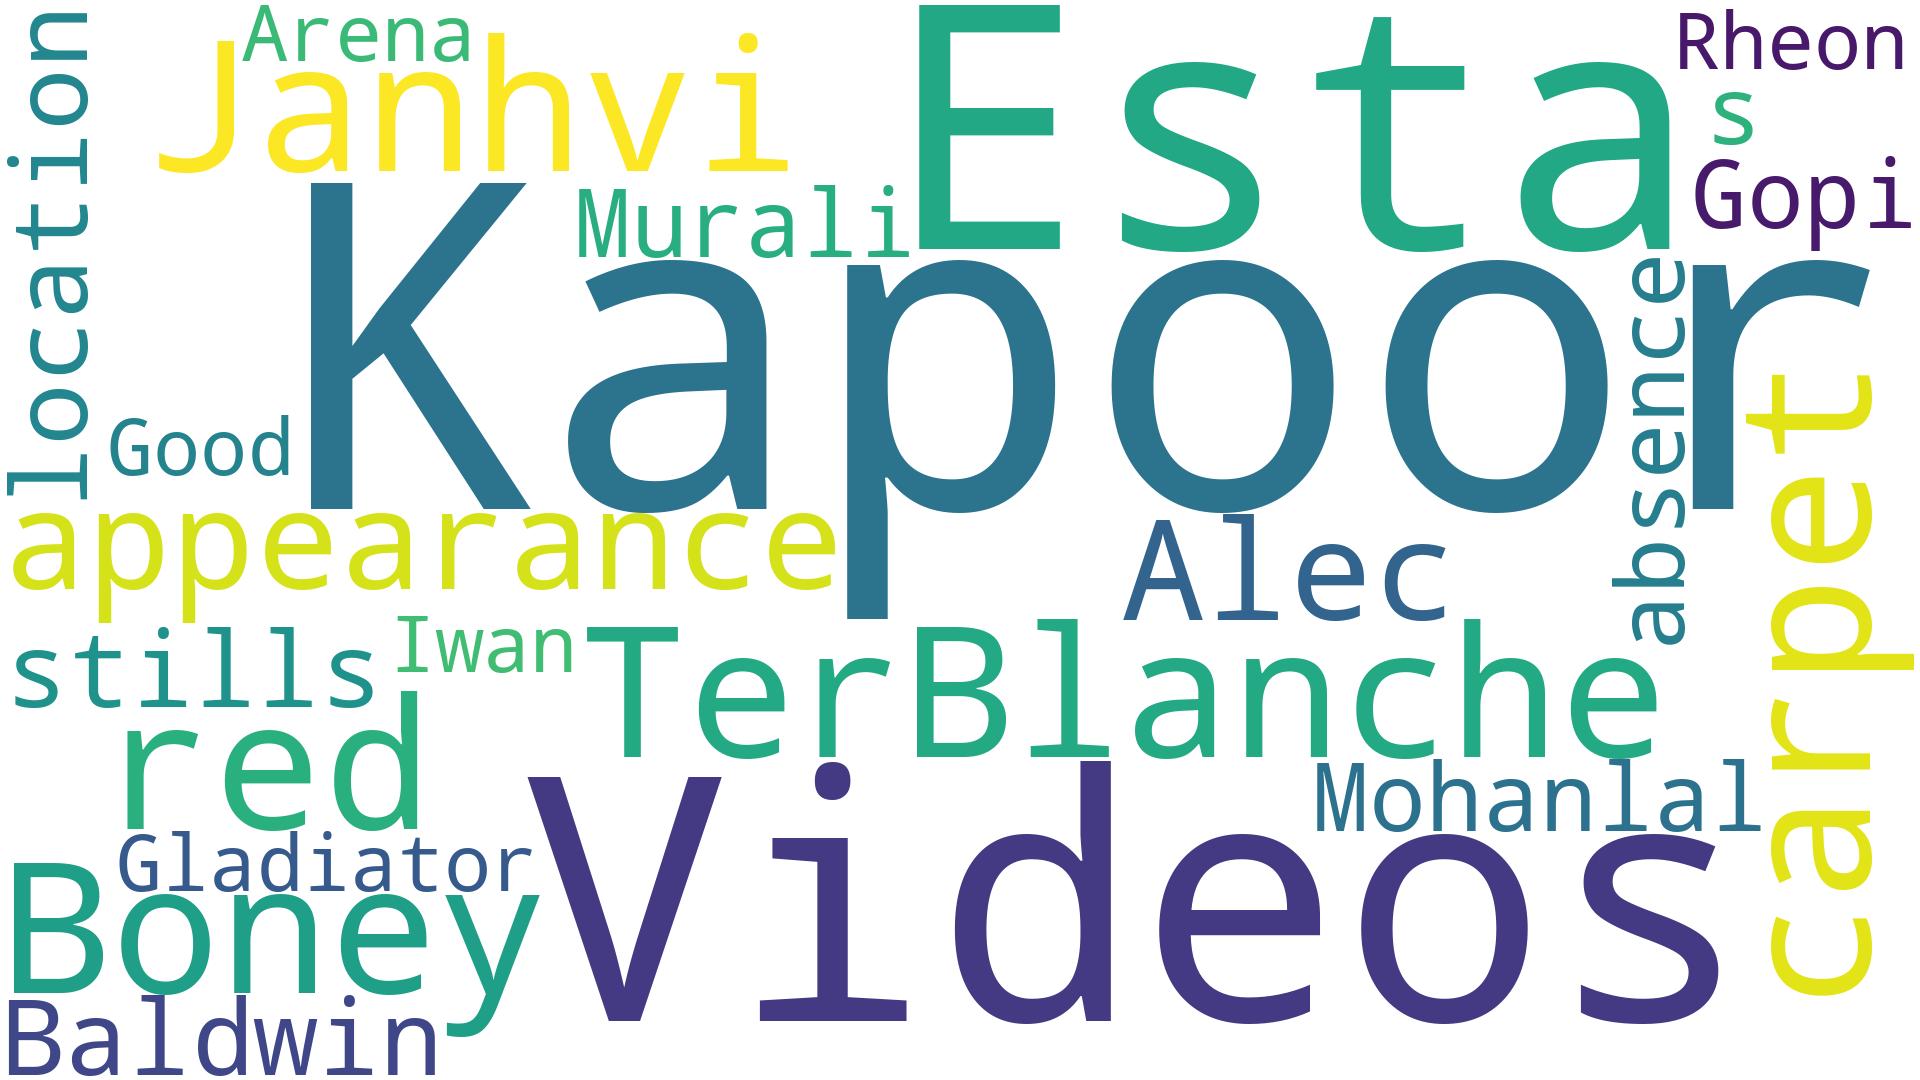 Arena
Janhvi
Esta
Rheon
s
Gopi
location
Murali
Kapoor
absence
Good
appearance
Alec
carpet
stills
Iwan
TerBlanche
red
Mohanlal
Gladiator
Videos
Boney
Baldwin